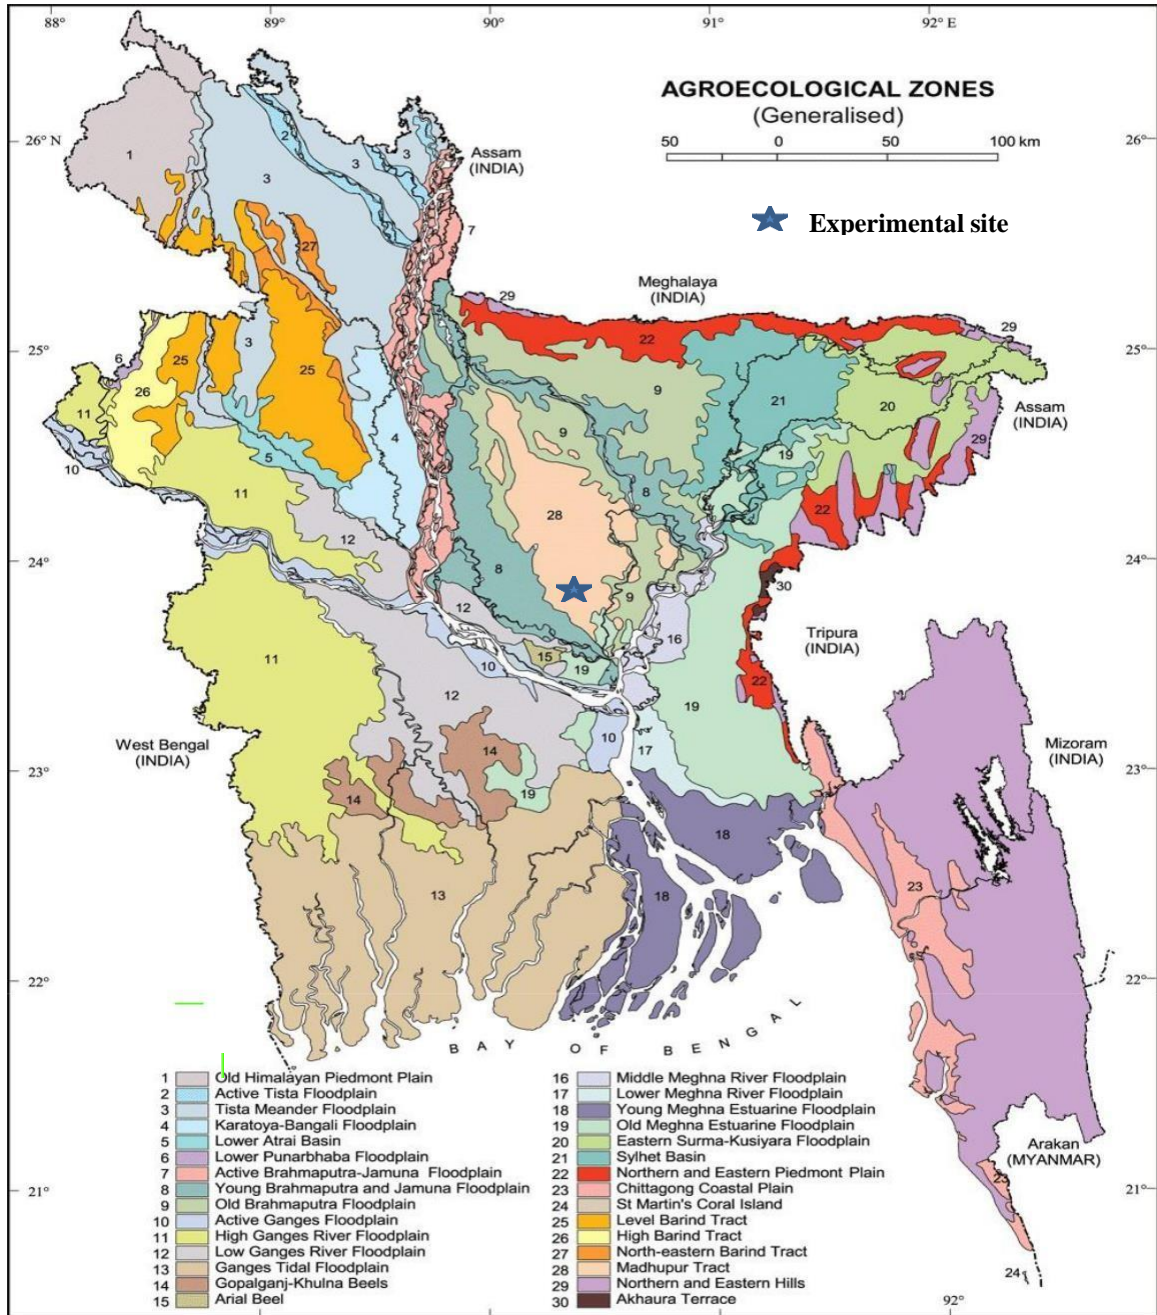 88°
89°
90°
91°
92° E
AGROECOLOGICAL ZONES
(Generalised)
50 0 50 100 km
26° N
26°
Assam
(INDIA)
Experimental site
1
2
3
3
3
7
27
Meghalaya
(INDIA)
29
29
22
25°
25°
6
25
3
25
26
11
10
5
4
9
9
21
20
19
29
Assam
(INDIA)
11
12
28
8
8
22
24°
24°
9
30
12
16
Tripura
(INDIA)
11
10
15
19
12
22
19
West Bengal
(INDIA)
10
17
14
Mizoram
(INDIA)
23°
23°
14
19
18
13
18
23
22°
22°
BAY OF BENGAL
Arakan
(MYANMAR)
23
21°
21°
24
92°
1 Old Himalayan Piedmont Plain
2 Active Tista Floodplain
3 Tista Meander Floodplain
4 Karatoya-Bangali Floodplain
5 Lower Atrai Basin
6 Lower Punarbhaba Floodplain
7 Active Brahmaputra-Jamuna Floodplain
8 Young Brahmaputra and Jamuna Floodplain
9 Old Brahmaputra Floodplain
10 Active Ganges Floodplain
11 High Ganges River Floodplain
12 Low Ganges River Floodplain
13 Ganges Tidal Floodplain
14 Gopalganj-Khulna Beels
15 Arial Beel
16 Middle Meghna River Floodplain
17 Lower Meghna River Floodplain
18 Young Meghna Estuarine Floodplain
19 Old Meghna Estuarine Floodplain
20 Eastern Surma-Kusiyara Floodplain
21 Sylhet Basin
22 Northern and Eastern Piedmont Plain
23 Chittagong Coastal Plain
24 St Martin's Coral Island
25 Level Barind Tract
26 High Barind Tract
27 North-eastern Barind Tract
28 Madhupur Tract
29 Northern and Eastern Hills
30 Akhaura Terrace